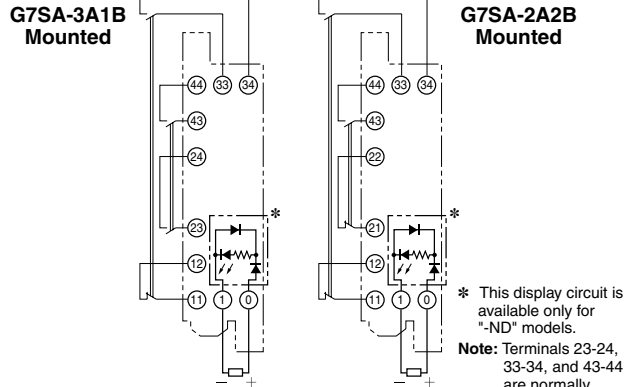 G7SA-3A1B
Mounted
44 33 34
43
24
23
*
12
11 1 0
− +
G7SA-2A2B
Mounted
44 33 34
43
22
21
*
12
11 1 0
− +
* This display circuit is
available only for
"-ND" models.
Note: Terminals 23-24,
33-34, and 43-44
are normally